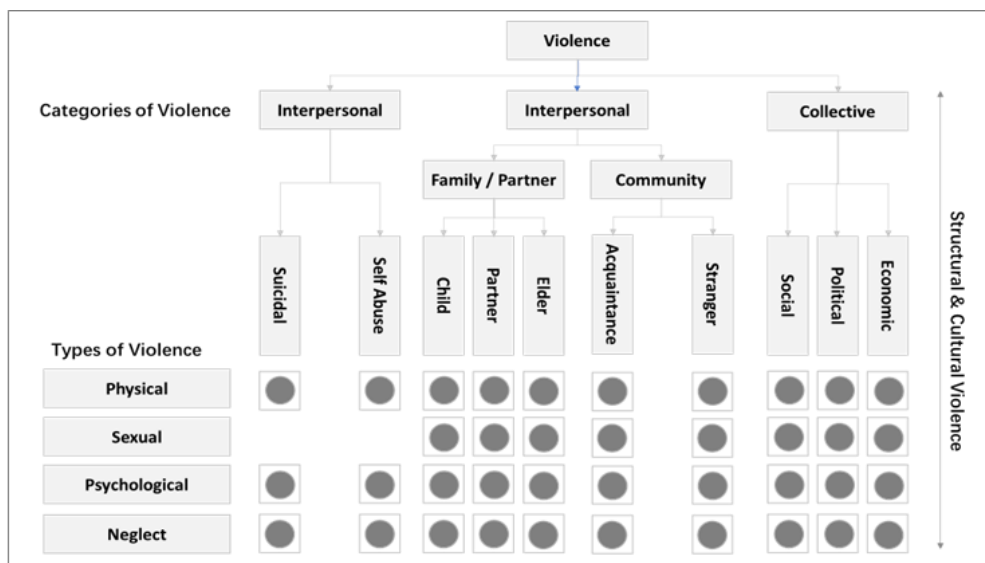 Violence
Categories of Violence
Interpersonal
Interpersonal
Collective
Family / Partner
Community
Suicidal
Self Abuse
Child
Partner
Elder
Acquaintance
Stranger
Social
Political
Economic
Structural & Cultural Violence
Types of Violence
Physical
Sexual
Psychological
Neglect